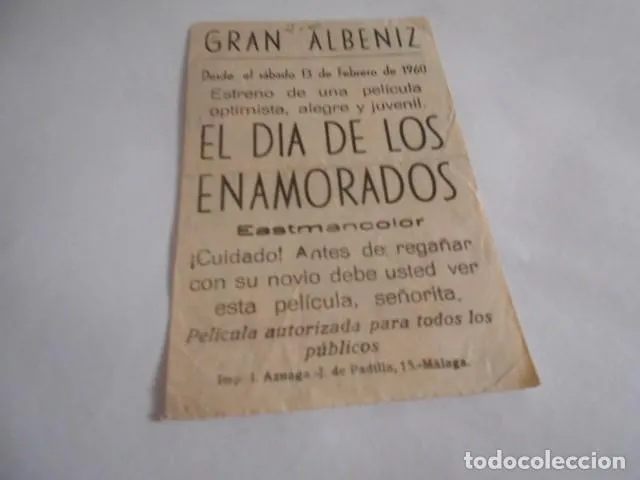 GRAN ALBENIZ
Desde el sábado 13 de Febrero de 1960
Estreno de una película
optimista, alegre y juvenil.
EL DIA DE LOS
ENAMORADOS
Eastmancolor
¡Cuidado! Antes de regañar
con su novio debe usted ver
esta película, señorita.
Película autorizada para todos los
públicos
Imp. I. Aznaga.-J. de Padilla, 15.-Málaga.
todocoleccion